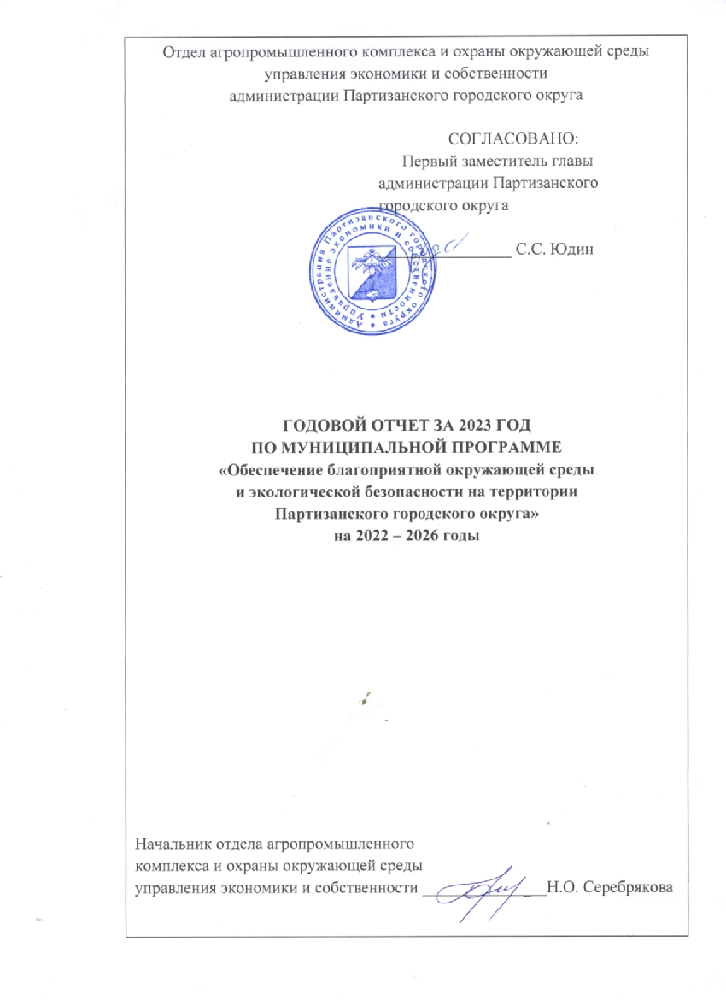 Отдел агропромышленного комплекса и охраны окружающей среды
управления экономики и собственности
администрации Партизанского городского округа
СОГЛАСОВАНО:
Первый заместитель главы
администрации Партизанского
городского округа
С.С. Юдин
Администрация Партизанского городского округа
Управление экономики и собственности
ГОДОВОЙ ОТЧЕТ ЗА 2023 ГОД
ПО МУНИЦИПАЛЬНОЙ ПРОГРАММЕ
«Обеспечение благоприятной окружающей среды
и экологической безопасности на территории
Партизанского городского округа»
на 2022 – 2026 годы
Начальник отдела агропромышленного
комплекса и охраны окружающей среды
управления экономики и собственности _______________Н.О. Серебрякова